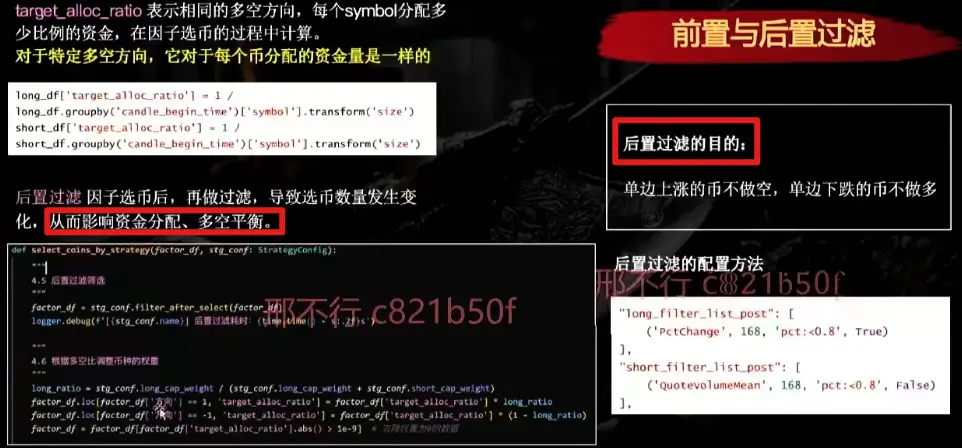 target_alloc_ratio 表示相同的多空方向，每个symbol分配多
少比例的资金，在因子选币的过程中计算。
对于特定多空方向，它对于每个币分配的资金量是一样的
long_df['target_alloc_ratio'] = 1 /
long_df.groupby('candle_begin_time')['symbol'].transform('size')
short_df['target_alloc_ratio'] = 1 /
short_df.groupby('candle_begin_time')['symbol'].transform('size')
后置过滤 因子选币后，再做过滤，导致选币数量发生变
化，从而影响资金分配、多空平衡。
def select_coins_by_strategy(factor_df, stg_conf: StrategyConfig):
"""
4.5 后置过滤筛选
"""
factor_df = stg_conf.filter_after_select(factor_df)
logger.debug(f'[{stg_conf.name}] 后置过滤耗时：{time.time() - s:.2f}s')
"""
4.6 根据多空比调整币种的权重
"""
long_ratio = stg_conf.long_cap_weight / (stg_conf.long_cap_weight + stg_conf.short_cap_weight)
factor_df.loc[factor_df['方向'] == 1, 'target_alloc_ratio'] = factor_df['target_alloc_ratio'] * long_ratio
factor_df.loc[factor_df['方向'] == -1, 'target_alloc_ratio'] = factor_df['target_alloc_ratio'] * (1 - long_ratio)
factor_df = factor_df[factor_df['target_alloc_ratio'].abs() > 1e-9] # 去除权重为0的数据
前置与后置过滤
后置过滤的目的：
单边上涨的币不做空，单边下跌的币不做多
后置过滤的配置方法
"long_filter_list_post": [
('PctChange', 168, 'pct:<0.8', True)
],
"short_filter_list_post": [
('QuoteVolumeMean', 168, 'pct:<0.8', False)
],
邢不行 c821b50f
邢不行 c821b50f